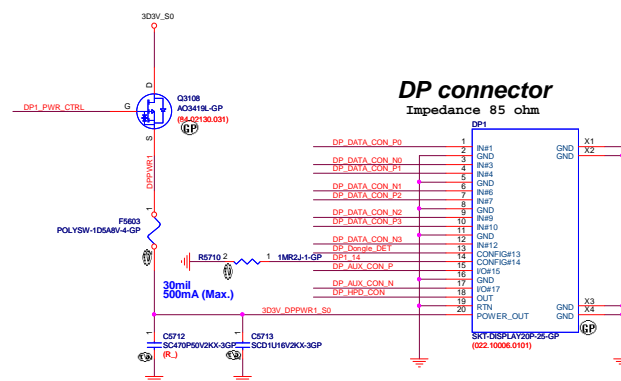 3D3V_S0
D
Q3108
AO3419L-GP
(84.02130.031)
GP
DP1_PWR_CTRL
G
S
DPPWR1
1
F5603
POLYSW-1D5A8V-4-GP
R5710 2
1 1MR2J-1-GP
30mil
500mA (Max.)
3D3V_DPPWR1_S0
1
C5712
SC470P50V2KX-3GP
(R_)
1
C5713
SCD1U16V2KX-3GP
DP connector
Impedance 85 ohm
DP1
DP_DATA_CON_P0 1 IN#1 GND X1
2 GND GND X2
DP_DATA_CON_N0 3 IN#3
DP_DATA_CON_P1 4 IN#4
5 GND
DP_DATA_CON_N1 6 IN#6
DP_DATA_CON_P2 7 IN#7
8 GND
DP_DATA_CON_N2 9 IN#9
DP_DATA_CON_P3 10 IN#10
11 GND
DP_DATA_CON_N3 12 IN#12
DP_Dongle_DET 13 CONFIG#13
DP1_14 14 CONFIG#14
DP_AUX_CON_P 15 I/O#15
16 GND
DP_AUX_CON_N 17 I/O#17
DP_HPD_CON 18 OUT
19 RTN GND X3
20 POWER_OUT GND X4
SKT-DISPLAY20P-25-GP
(022.10006.0101)
GP